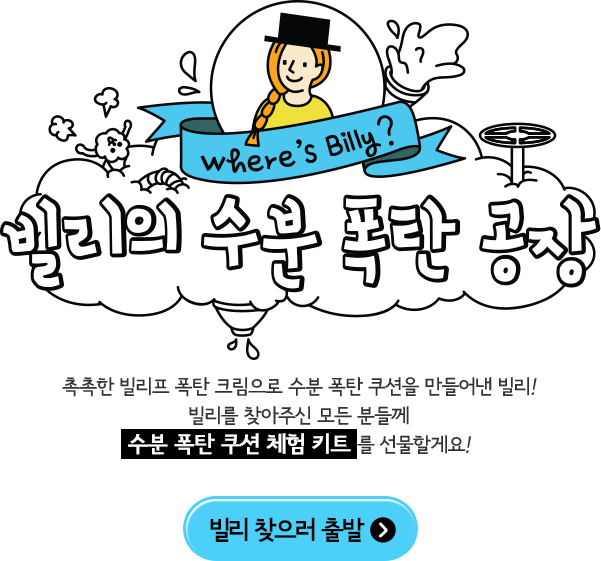 where's Billy?
빌리의 수분 폭탄 공장
촉촉한 빌리프 폭탄 크림으로 수분 폭탄 쿠션을 만들어낸 빌리!
빌리를 찾아주신 모든 분들께
수분 폭탄 쿠션 체험 키트를 선물할게요!
빌리 찾으러 출발